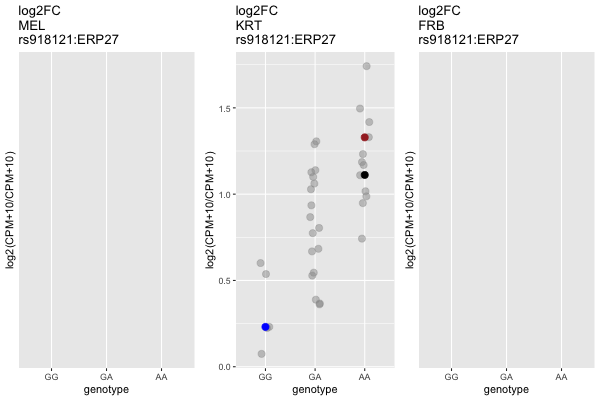 log2FC
MEL
rs918121:ERP27
log2(CPM+10/CPM+10)
GG GA AA
genotype
log2FC
KRT
rs918121:ERP27
log2(CPM+10/CPM+10)
1.5
1.0
0.5
0.0
GG GA AA
genotype
log2FC
FRB
rs918121:ERP27
log2(CPM+10/CPM+10)
GG GA AA
genotype